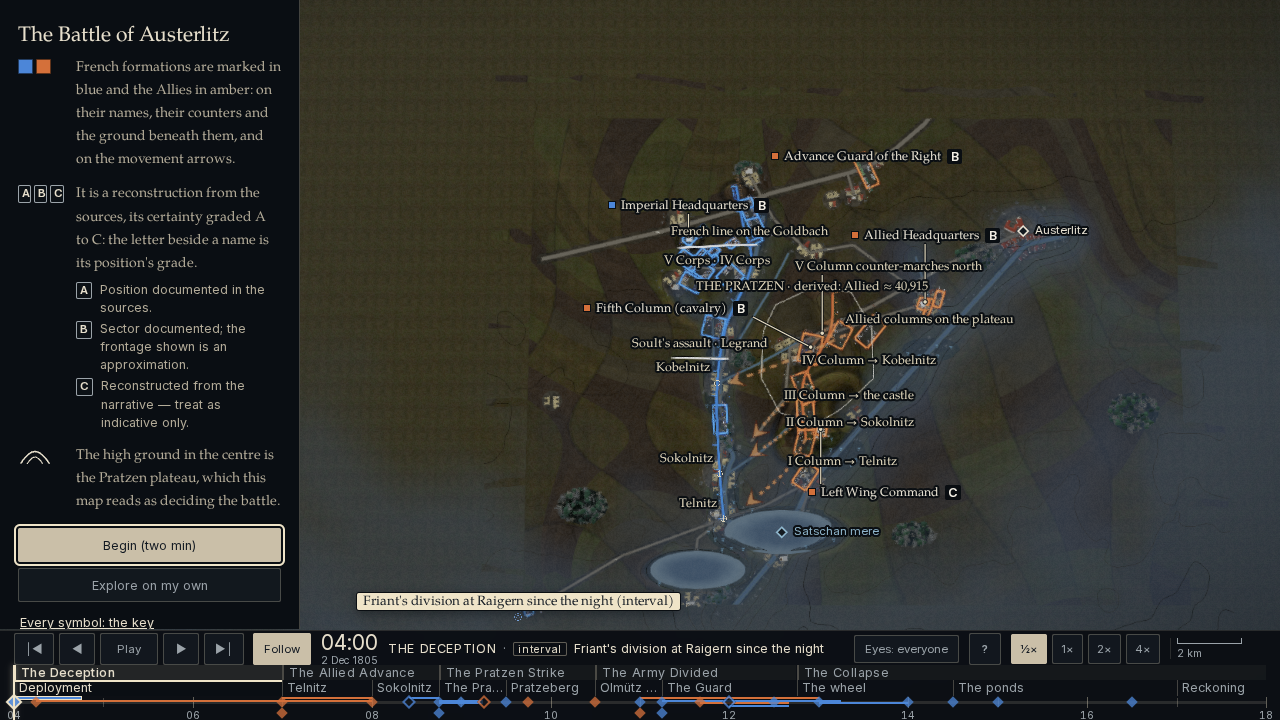 The Battle of Austerlitz
French formations are marked in
blue and the Allies in amber: on
their names, their counters and
the ground beneath them, and
on the movement arrows.
A B C
It is a reconstruction from the
sources, its certainty graded A
to C: the letter beside a name is
its position's grade.
A Position documented in the
sources.
B Sector documented; the
frontage shown is an
approximation.
C Reconstructed from the
narrative — treat as
indicative only.
The high ground in the centre is
the Pratzen plateau, which this
map reads as deciding the battle.
Begin (two min)
Explore on my own
Every symbol: the key
Advance Guard of the Right B
Imperial Headquarters B
French line on the Goldbach
Allied Headquarters B
Austerlitz
V Corps · IV Corps
V Column counter-marches north
THE PRATZEN · derived: Allied ≈ 40,915
Fifth Column (cavalry) B
Allied columns on the plateau
Soult's assault · Legrand
Kobelnitz
IV Column → Kobelnitz
III Column → the castle
II Column → Sokolnitz
Sokolnitz
I Column → Telnitz
Left Wing Command C
Telnitz
Satschan mere
Friant's division at Raigern since the night (interval)
Play
Follow
04:00
2 Dec 1805
THE DECEPTION · interval Friant's division at Raigern since the night
Eyes: everyone
?
½× 1× 2× 4×
2 km
The Deception The Allied Advance The Pratzen Strike The Army Divided The Collapse
Deployment Telnitz Sokolnitz The Pra… Pratzeberg Olmütz … The Guard The wheel The ponds Reckoning
04 06 08 10 12 14 16 18